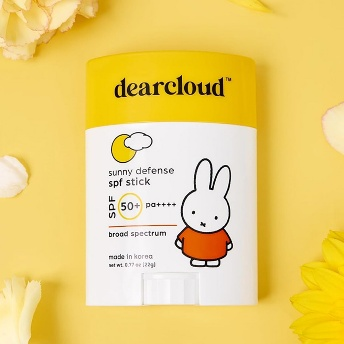 dearcloud™
sunny defense
spf stick
SPF 50+ pa++++
broad spectrum
made in korea
net wt. 0.77 oz (22g)